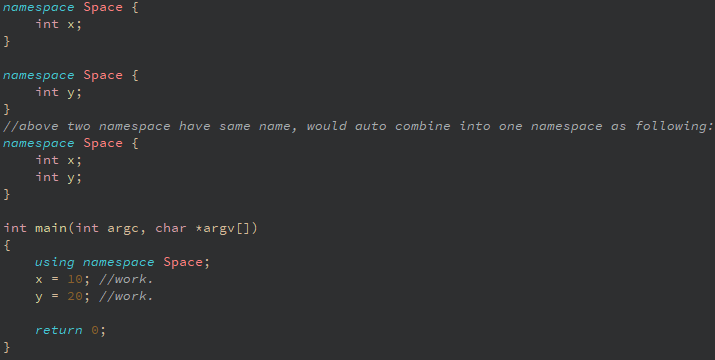 namespace Space {
    int x;
}

namespace Space {
    int y;
}
//above two namespace have same name, would auto combine into one namespace as following:
namespace Space {
    int x;
    int y;
}

int main(int argc, char *argv[])
{
    using namespace Space;
    x = 10; //work.
    y = 20; //work.

    return 0;
}